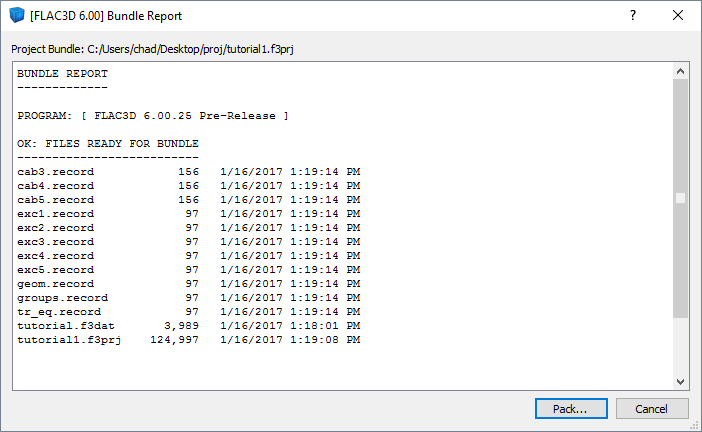 [FLAC3D 6.00] Bundle Report
Project Bundle: C:/Users/chad/Desktop/proj/tutorial1.f3prj
BUNDLE REPORT
-------------
PROGRAM: [ FLAC3D 6.00.25 Pre-Release ]
OK: FILES READY FOR BUNDLE
--------------------------
cab3.record 156 1/16/2017 1:19:14 PM
cab4.record 156 1/16/2017 1:19:14 PM
cab5.record 156 1/16/2017 1:19:14 PM
exc1.record 97 1/16/2017 1:19:14 PM
exc2.record 97 1/16/2017 1:19:14 PM
exc3.record 97 1/16/2017 1:19:14 PM
exc4.record 97 1/16/2017 1:19:14 PM
exc5.record 97 1/16/2017 1:19:14 PM
geom.record 97 1/16/2017 1:19:14 PM
groups.record 97 1/16/2017 1:19:14 PM
tr_eq.record 97 1/16/2017 1:19:14 PM
tutorial.f3dat 3,989 1/16/2017 1:18:01 PM
tutorial1.f3prj 124,997 1/16/2017 1:19:08 PM
Pack... Cancel